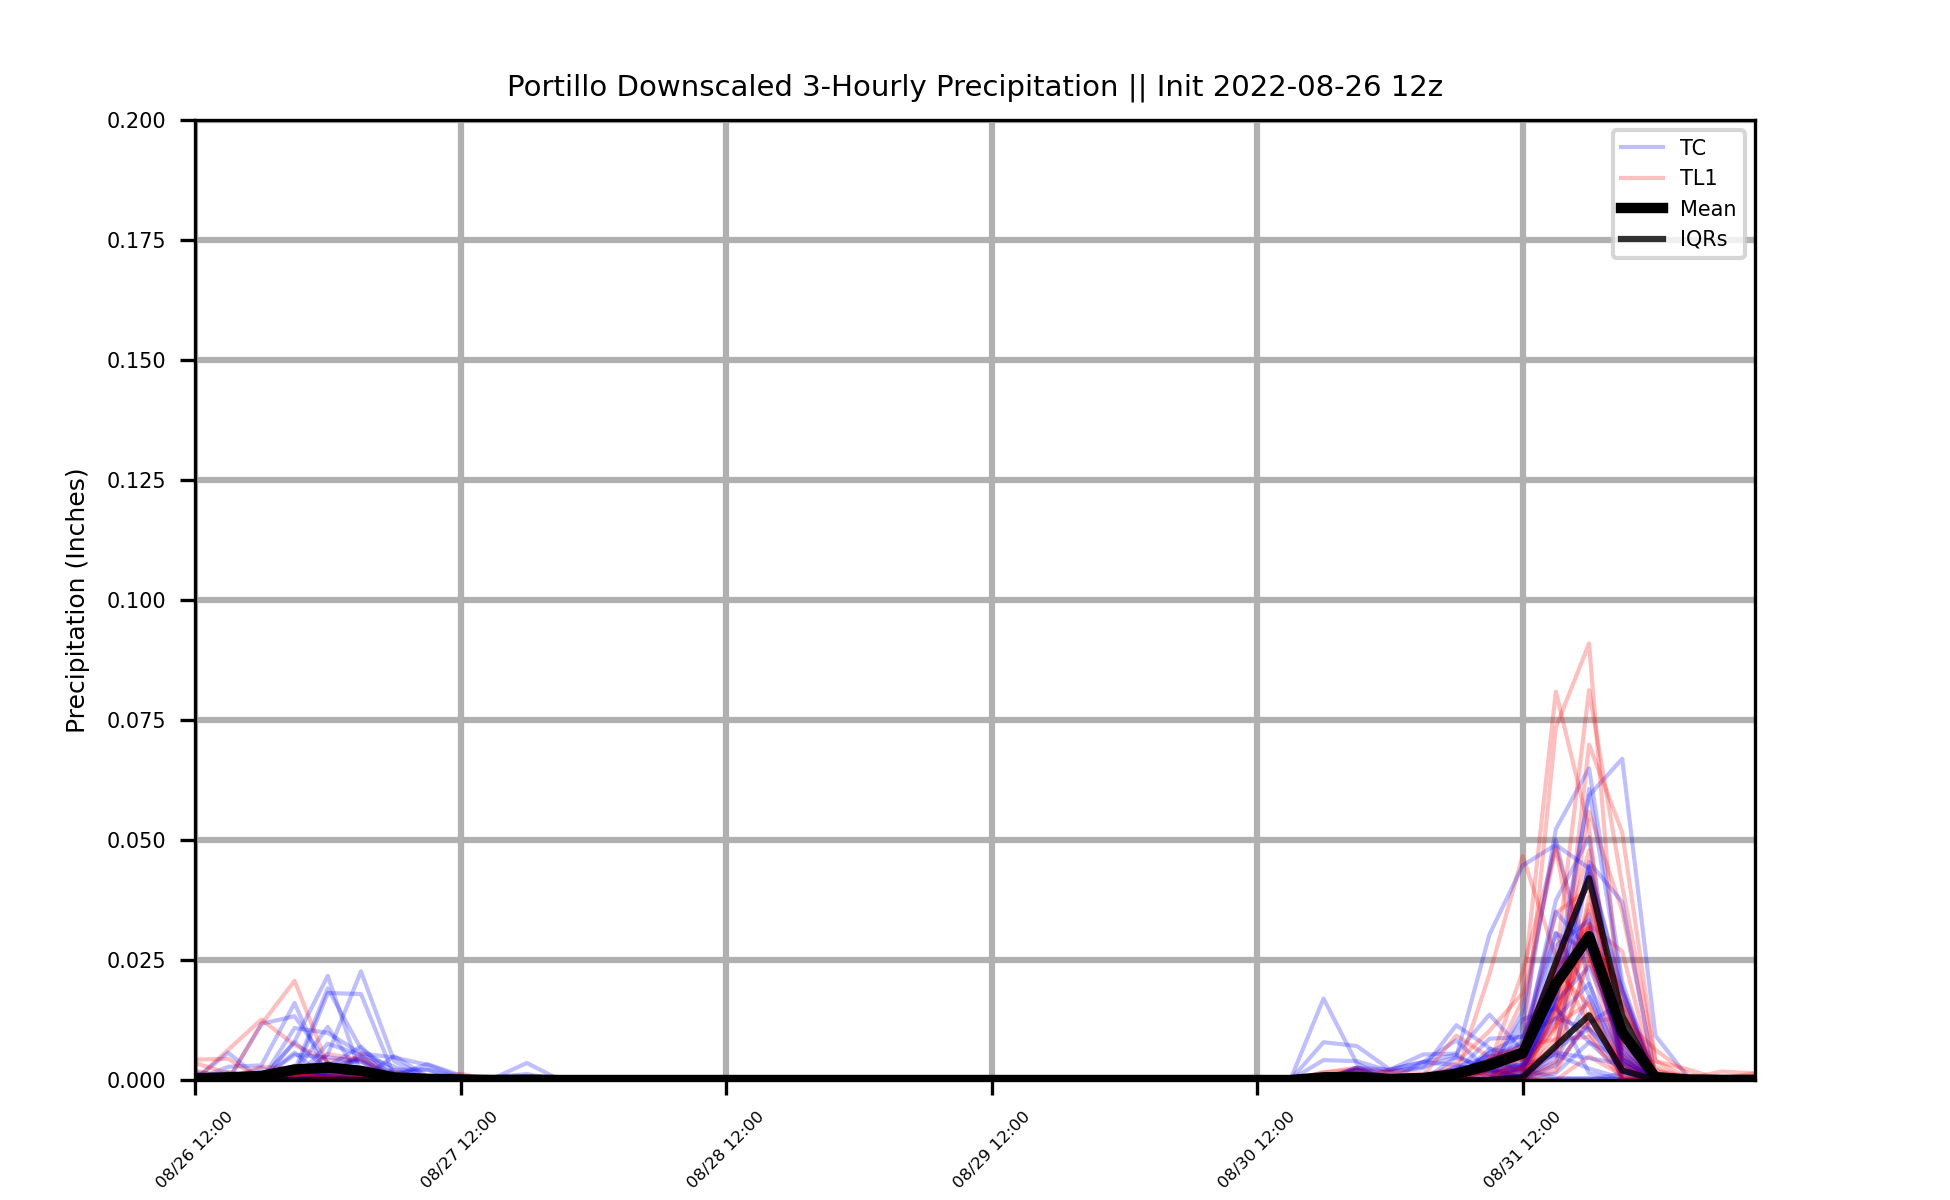 Portillo Downscaled 3-Hourly Precipitation || Init 2022-08-26 12z
Precipitation (Inches)
0.200
0.175
0.150
0.125
0.100
0.075
0.050
0.025
0.000
TC
TL1
Mean
IQRs
08/26 12:00
08/27 12:00
08/28 12:00
08/29 12:00
08/30 12:00
08/31 12:00